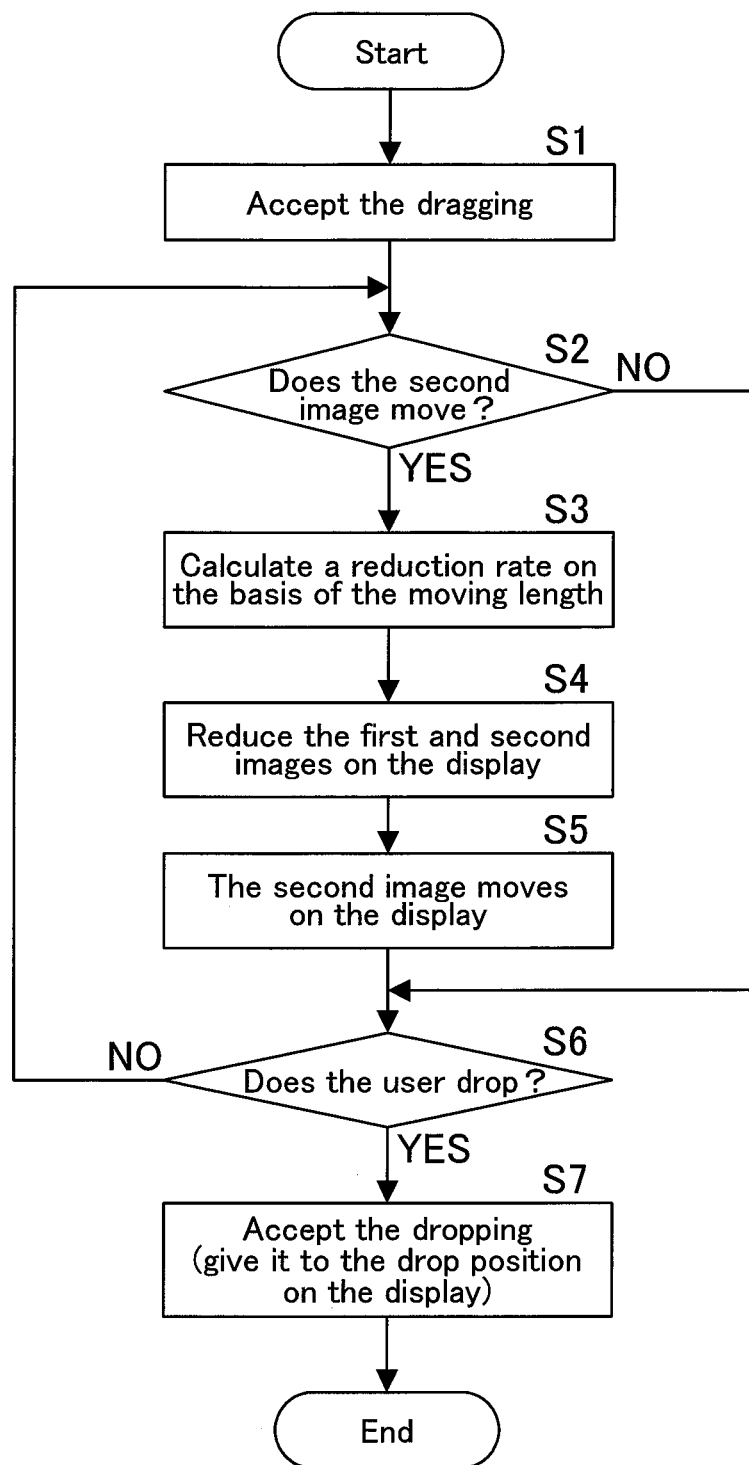 Start
S1
Accept the dragging
S2
Does the second
image move?
NO
YES
S3
Calculate a reduction rate on
the basis of the moving length
S4
Reduce the first and second
images on the display
S5
The second image moves
on the display
NO
S6
Does the user drop?
YES
S7
Accept the dropping
(give it to the drop position
on the display)
End